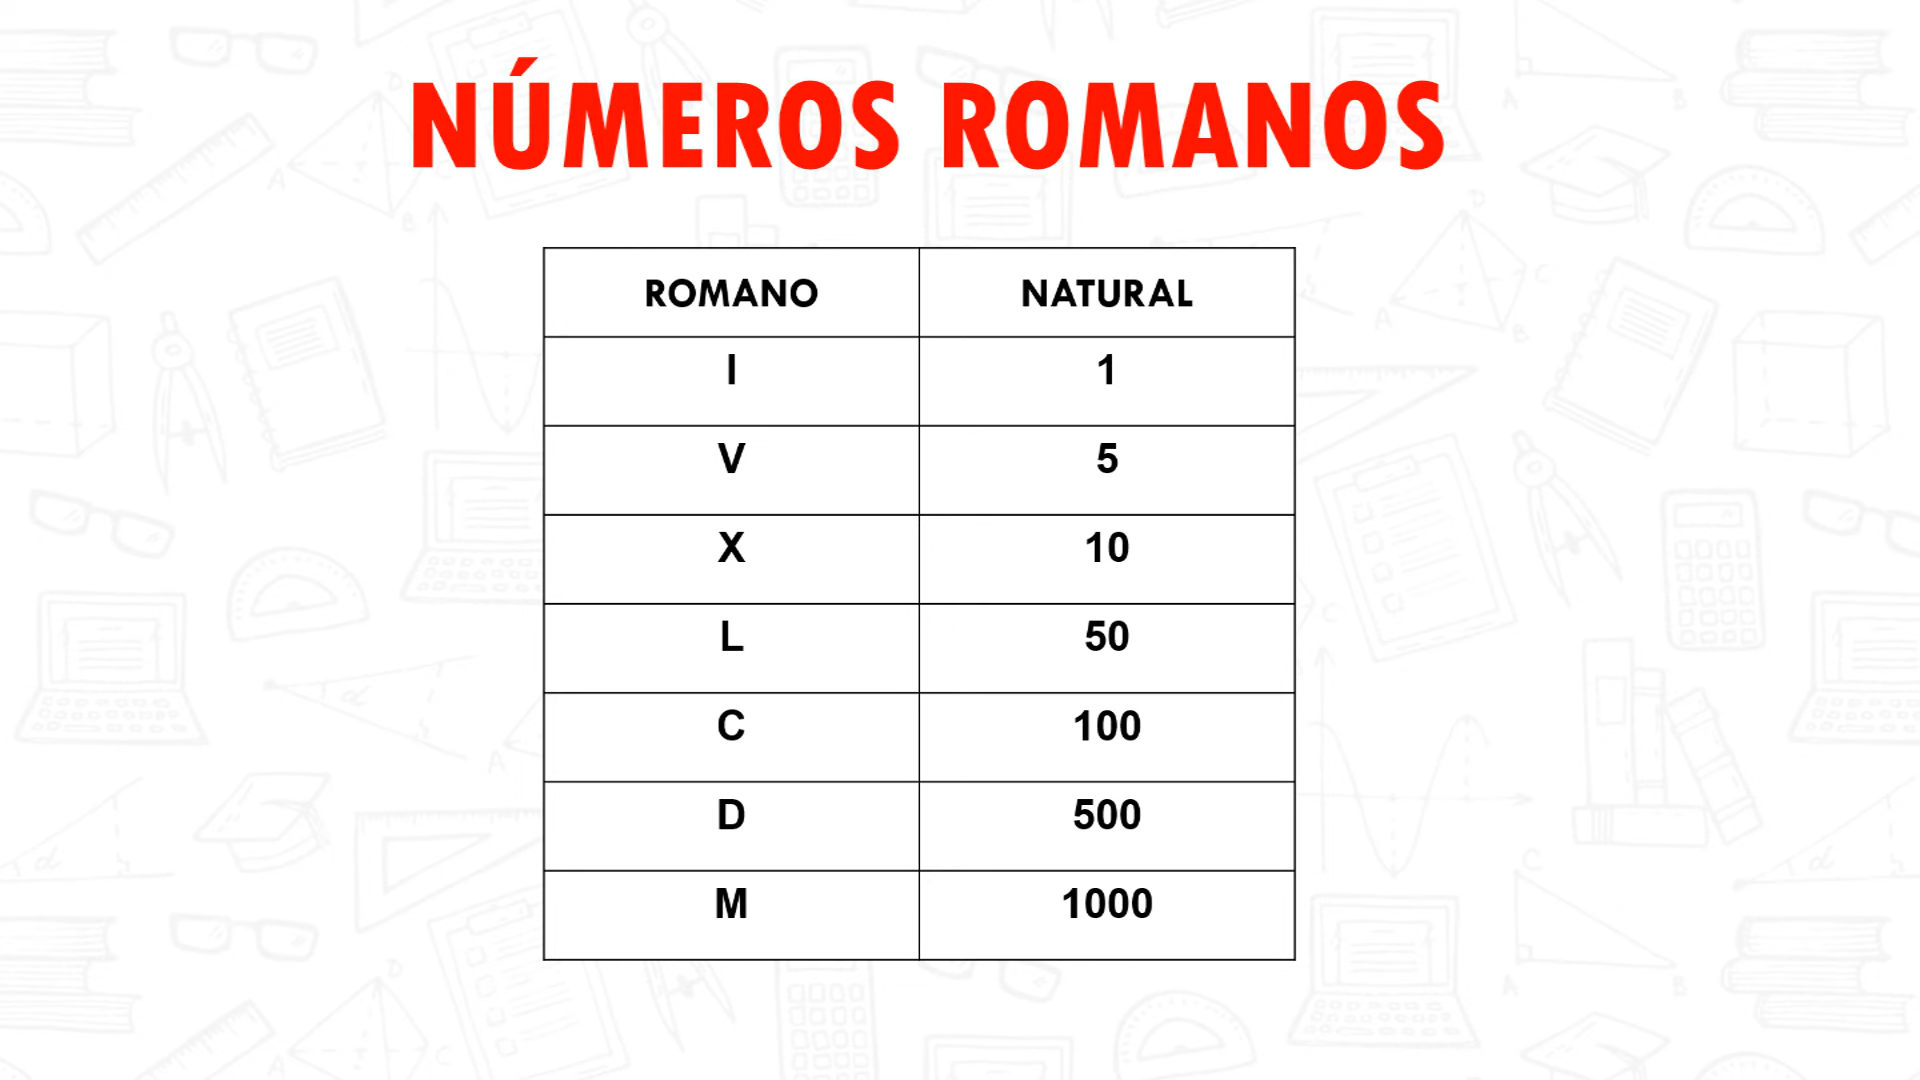 NÚMEROS ROMANOS
ROMANO NATURAL
I 1
V 5
X 10
L 50
C 100
D 500
M 1000